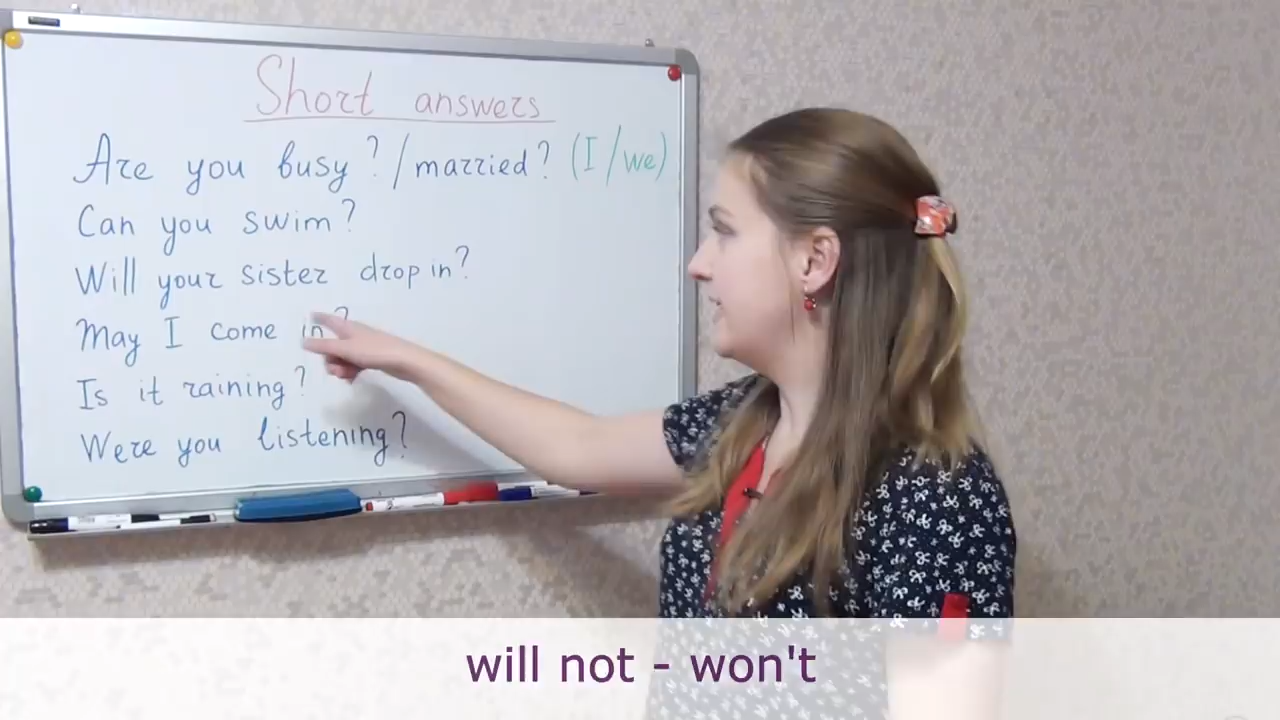 Short answers
Are you busy? / married? (I/we)
Can you swim?
Will your sister drop in?
May I come in?
Is it raining?
Were you listening?
will not - won't